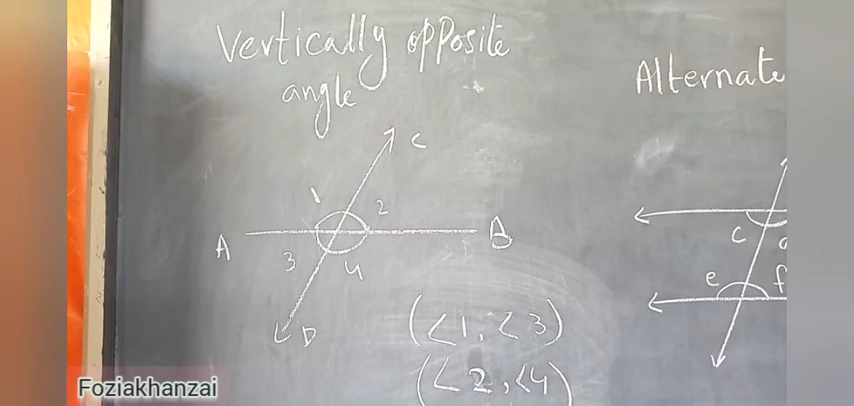 Vertically opposite
angle
Alternate
C
1
2
A
B
3
4
D
(<1, <3)
(<2, <4)
c
e
f
Foziakhanzai